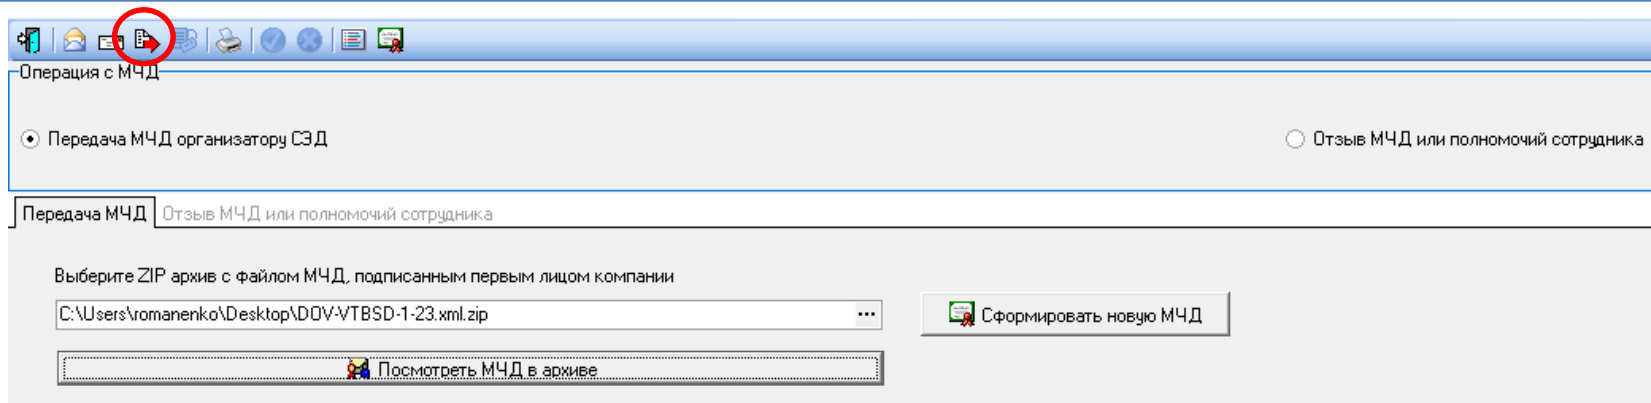 Операция с МЧД
Передача МЧД организатору СЭД
Отзыв МЧД или полномочий сотрудника
Передача МЧД Отзыв МЧД или полномочий сотрудника
Выберите ZIP архив с файлом МЧД, подписанным первым лицом компании
C:\Users\romanenko\Desktop\DOV-VTBSD-1-23.xml.zip ...
Сформировать новую МЧД
Посмотреть МЧД в архиве